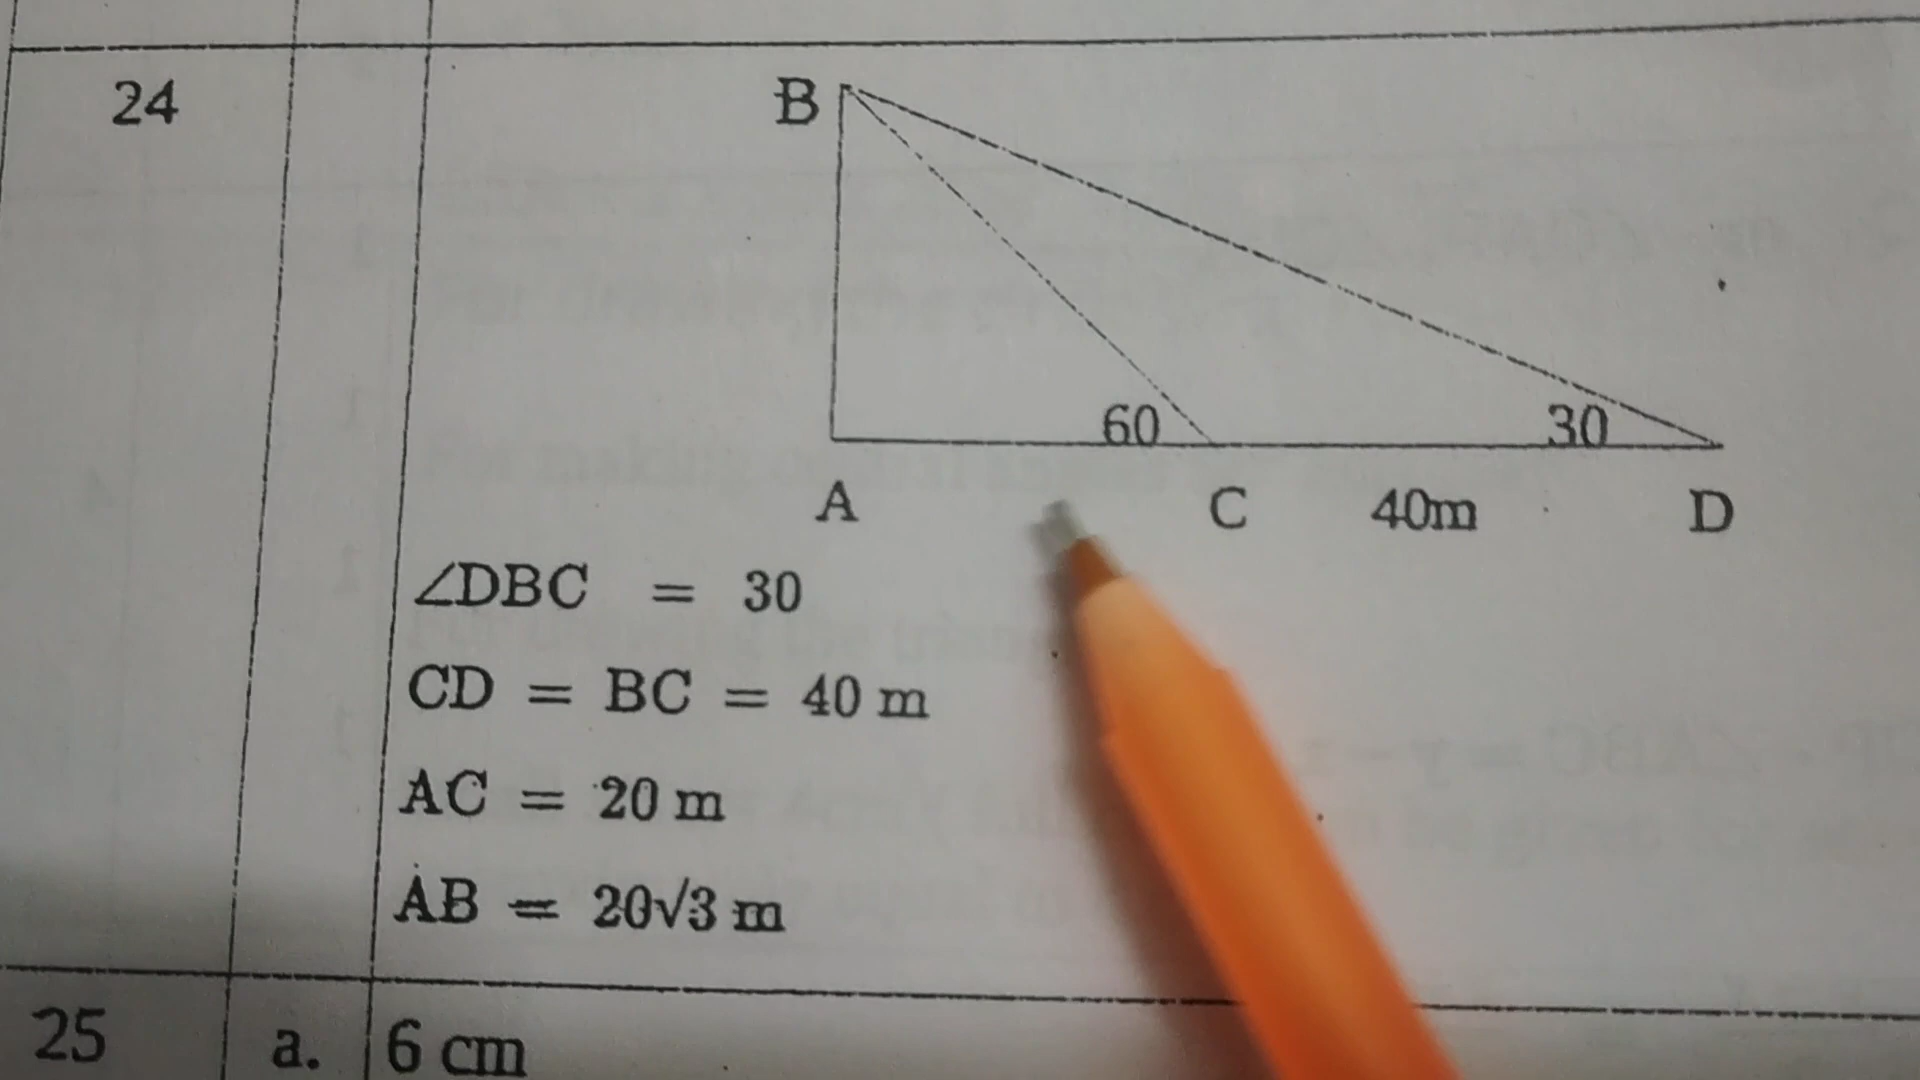 24
B
60
30
A
C
40m
D
∠DBC = 30
CD = BC = 40 m
AC = 20 m
AB = 20√3 m
25
a.
6 cm